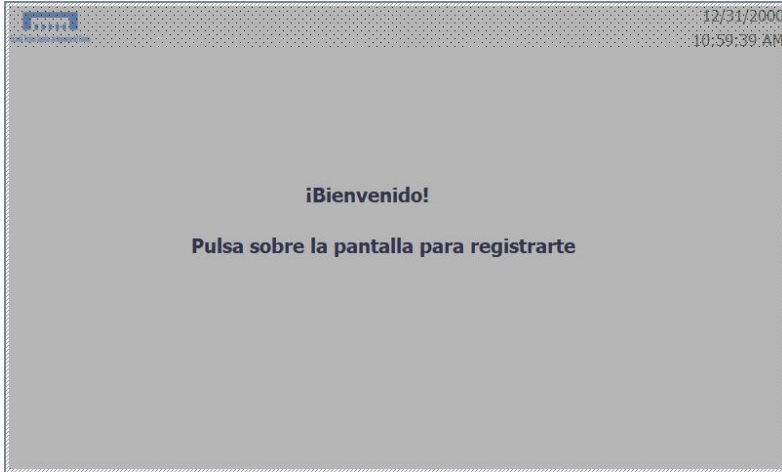 12/31/2000
10:59:39 AM
¡Bienvenido!
Pulsa sobre la pantalla para registrarte